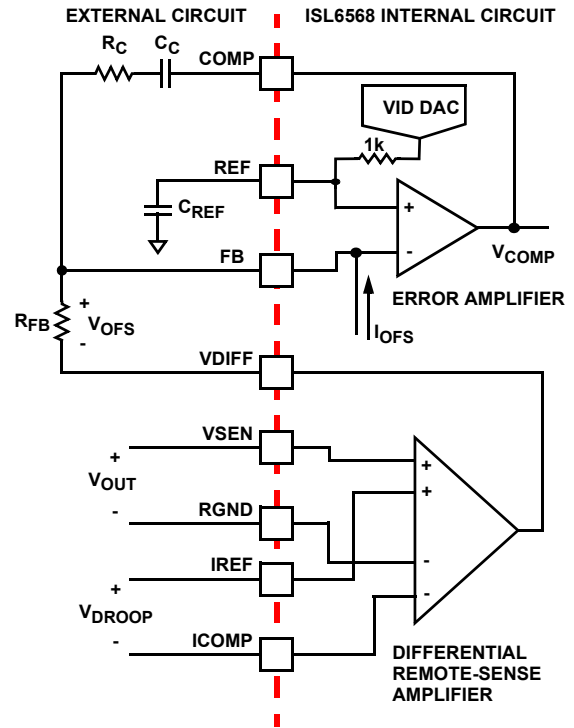 EXTERNAL CIRCUIT
ISL6568 INTERNAL CIRCUIT
RC
CC
COMP
VID DAC
1k
REF
CREF
+
-
FB
VCOMP
ERROR AMPLIFIER
IOFS
RFB
+
VOFS
-
VDIFF
VSEN
+
VOUT
-
+
+
RGND
-
IREF
+
VDROOP
-
-
ICOMP
DIFFERENTIAL
REMOTE-SENSE
AMPLIFIER